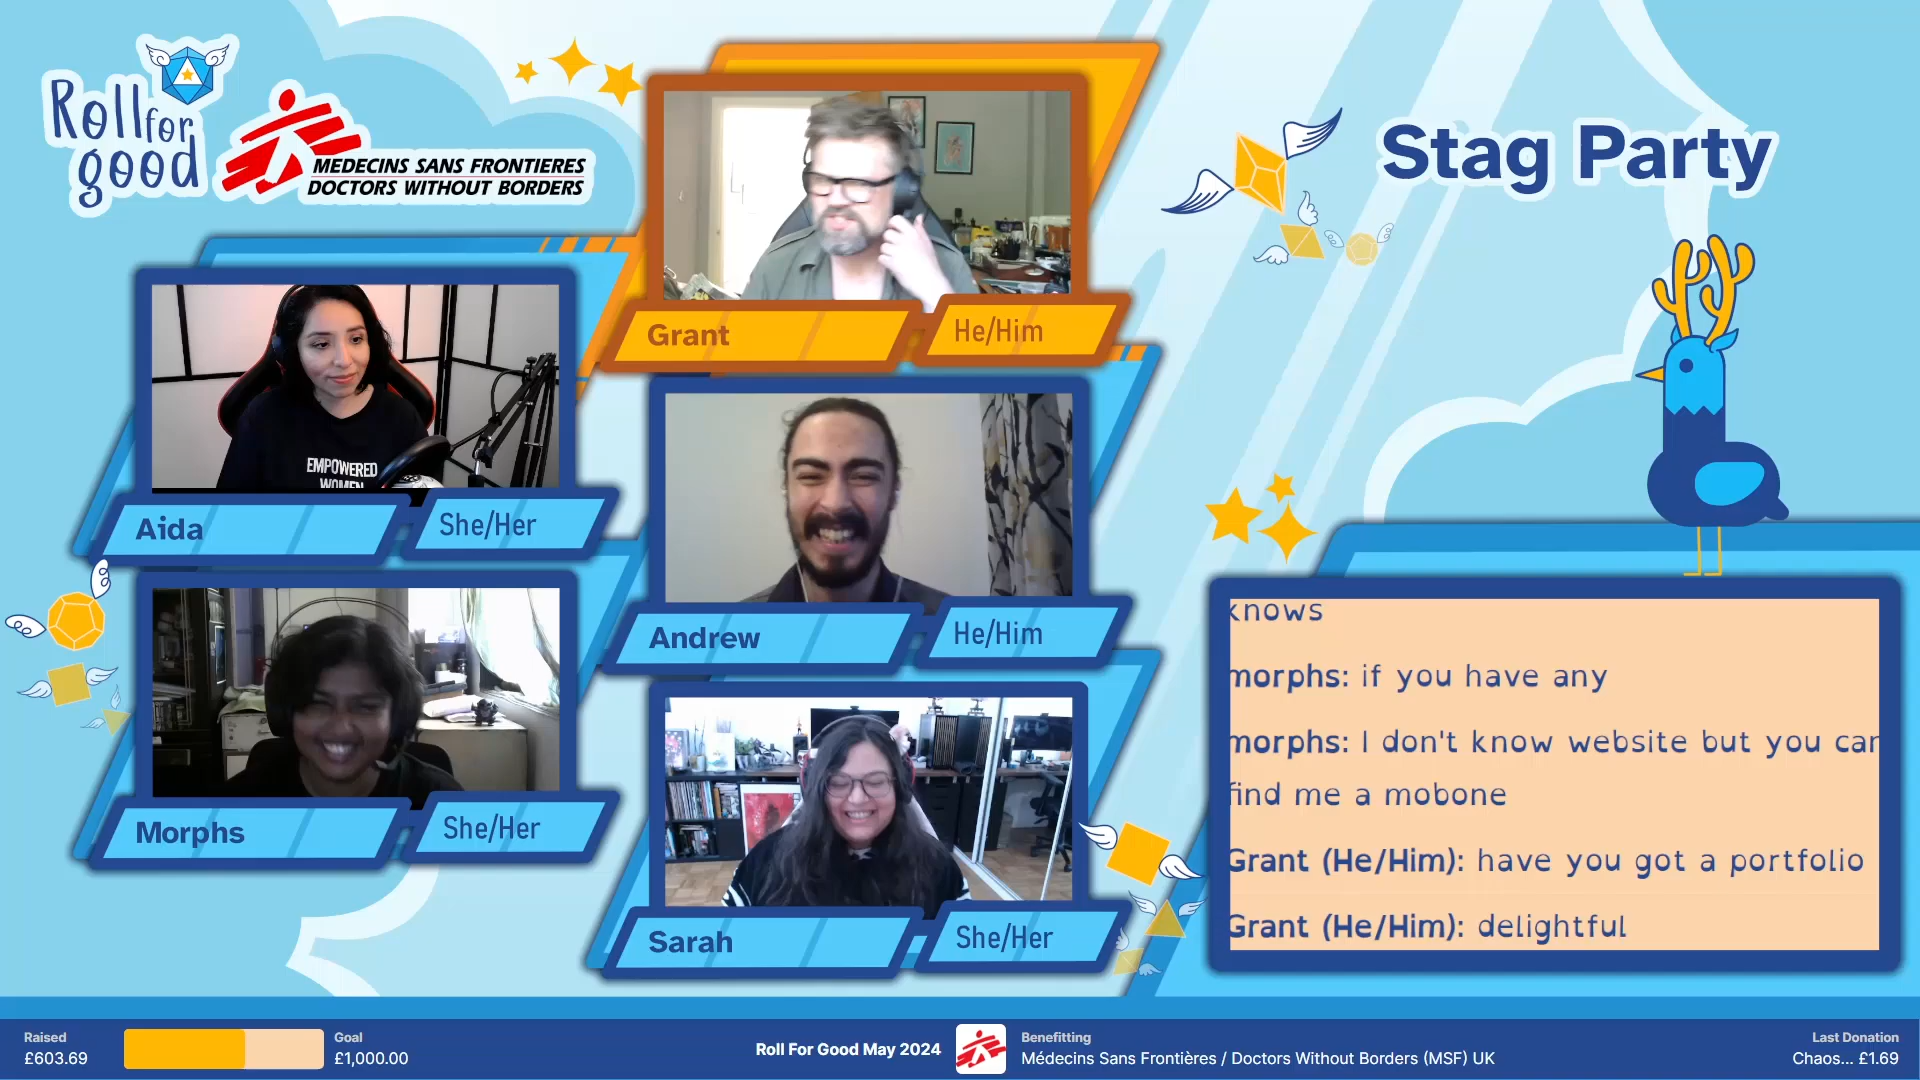 Roll for
good
MEDECINS SANS FRONTIERES
DOCTORS WITHOUT BORDERS
Stag Party
Grant
He/Him
EMPOWERED
WOMEN
Aida
She/Her
Andrew
He/Him
Morphs
She/Her
Sarah
She/Her
knows
morphs: if you have any
morphs: I don't know website but you can
find me a mobone
Grant (He/Him): have you got a portfolio
Grant (He/Him): delightful
Raised
£603.69
Goal
£1,000.00
Roll For Good May 2024
Benefitting
Médecins Sans Frontières / Doctors Without Borders (MSF) UK
Last Donation
Chaos... £1.69